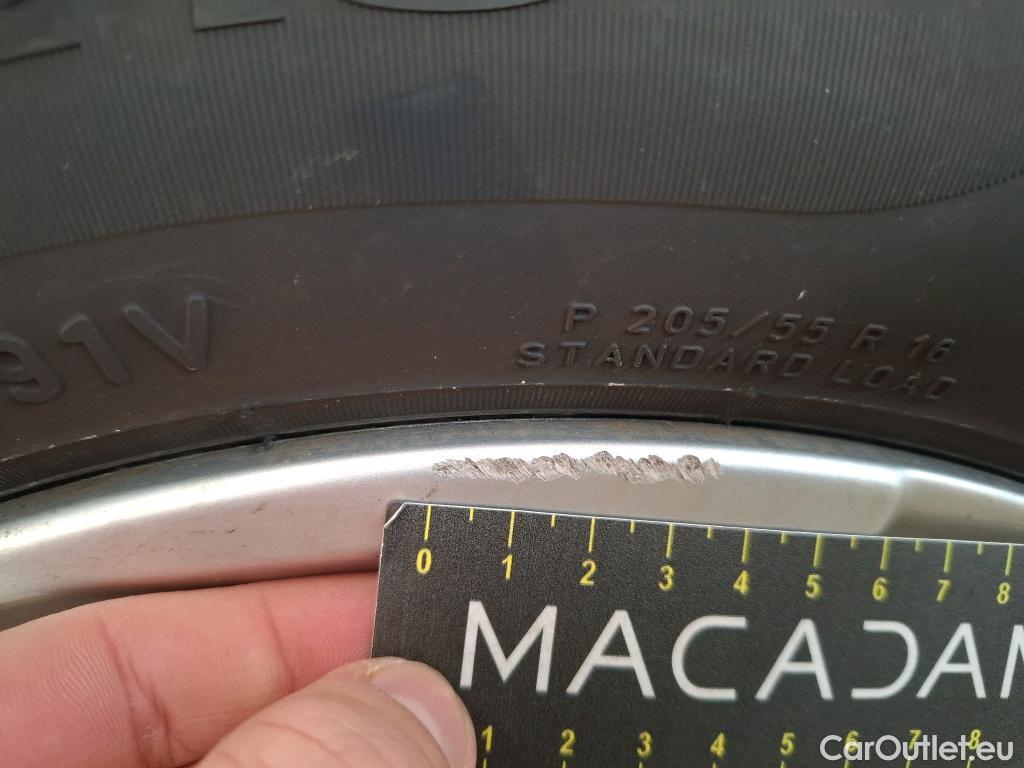 91V
P 205/55 R 16
STANDARD LOAD
0 1 2 3 4 5 6 7 8
MACADAM
1 2 3 4 5 6 7 8
CarOutlet.eu